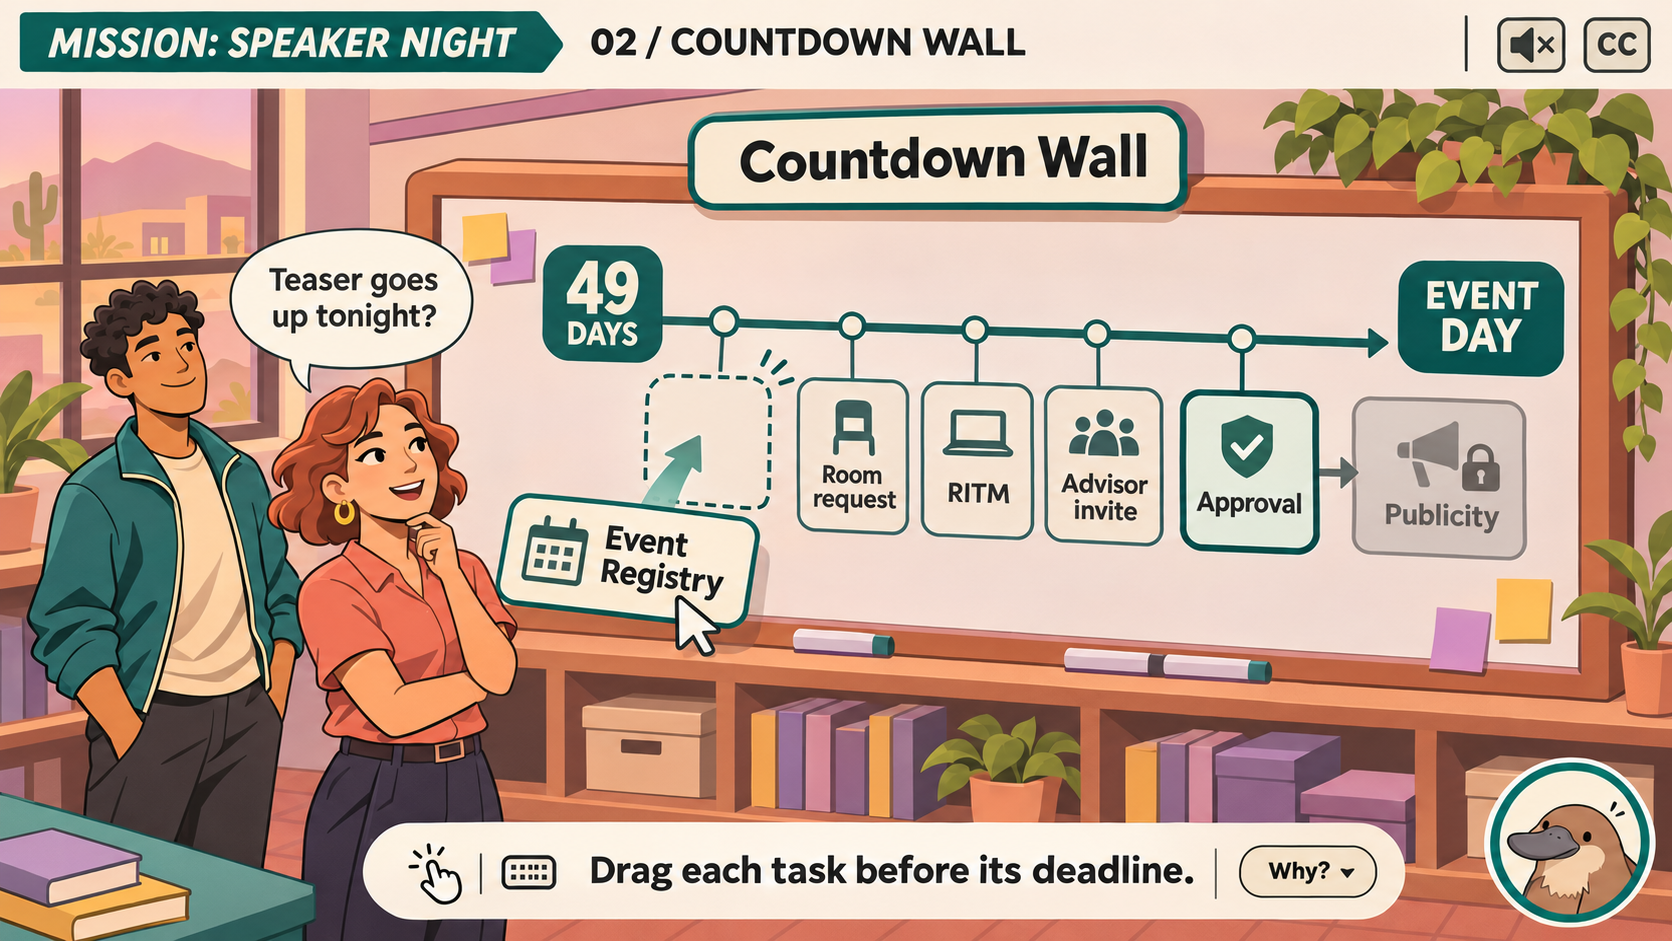 MISSION: SPEAKER NIGHT
02 / COUNTDOWN WALL
CC
Countdown Wall
Teaser goes
up tonight?
49
DAYS
EVENT
DAY
Room
request
RITM
Advisor
invite
Approval
Publicity
Event
Registry
Drag each task before its deadline.
Why?